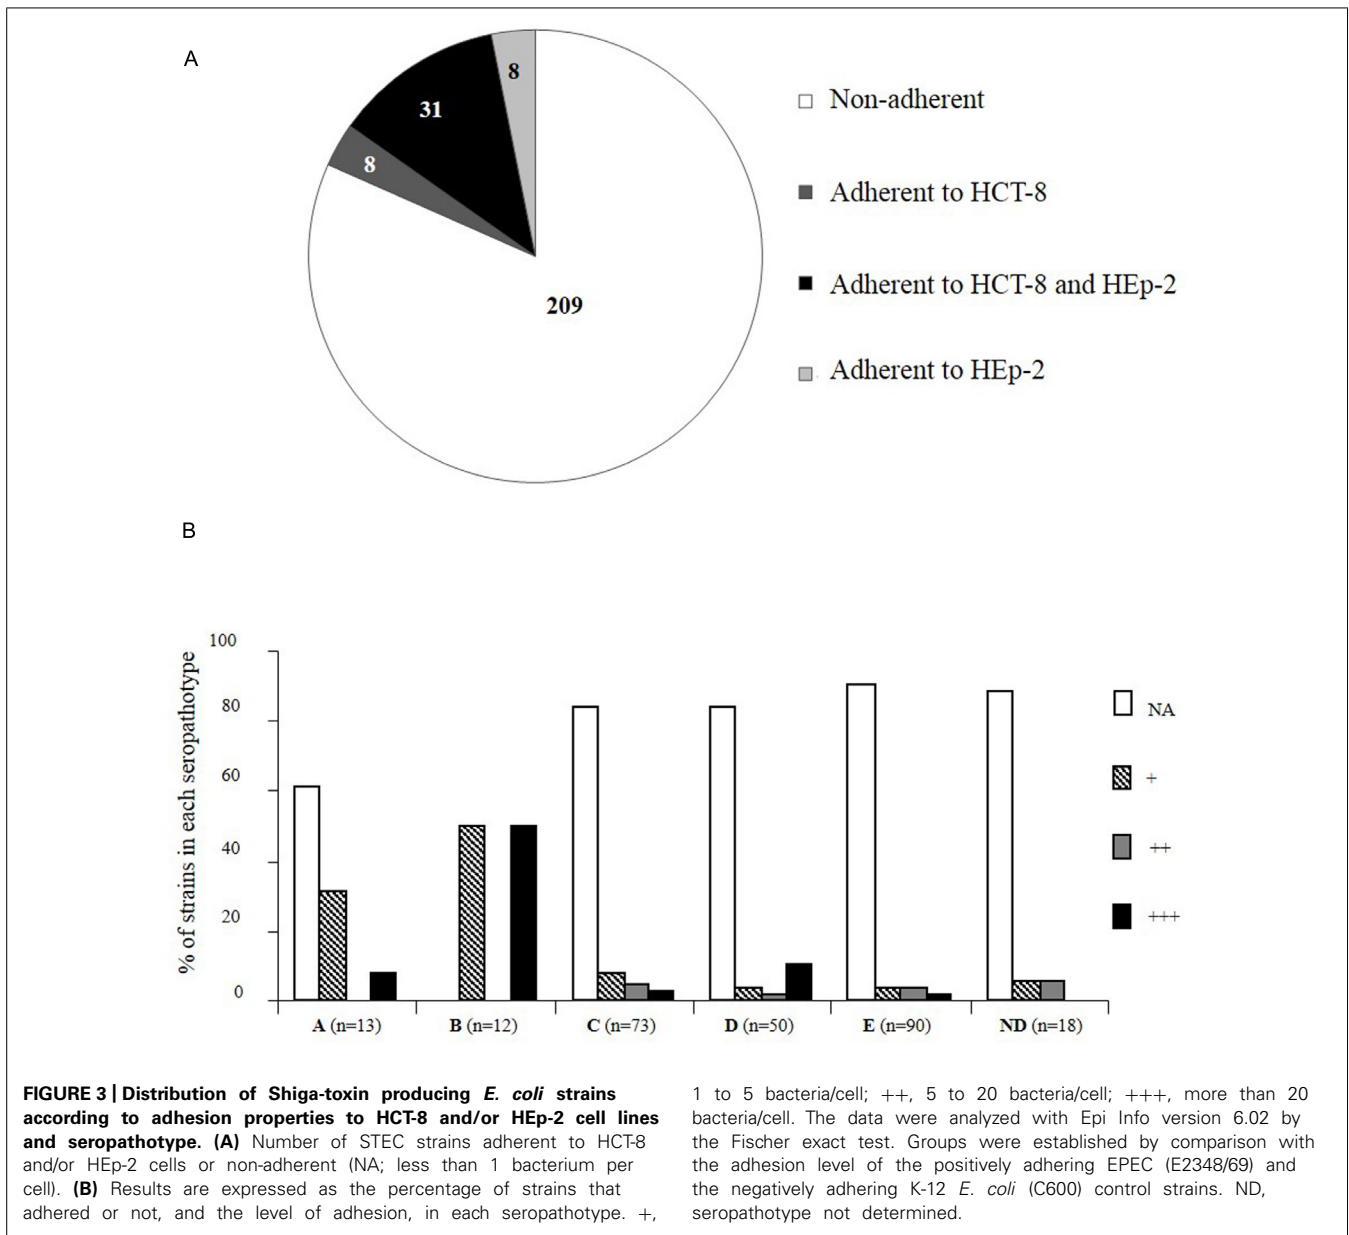 A
8
31
8
209
Non-adherent
Adherent to HCT-8
Adherent to HCT-8 and HEp-2
Adherent to HEp-2
B
% of strains in each seropathotype
100
80
60
40
20
0
A (n=13)
B (n=12)
C (n=73)
D (n=50)
E (n=90)
ND (n=18)
NA
+
++
+++
FIGURE 3 | Distribution of Shiga-toxin producing E. coli strains
according to adhesion properties to HCT-8 and/or HEp-2 cell lines
and seropathotype. (A) Number of STEC strains adherent to HCT-8
and/or HEp-2 cells or non-adherent (NA; less than 1 bacterium per
cell). (B) Results are expressed as the percentage of strains that
adhered or not, and the level of adhesion, in each seropathotype. +,
1 to 5 bacteria/cell; ++, 5 to 20 bacteria/cell; +++, more than 20
bacteria/cell. The data were analyzed with Epi Info version 6.02 by
the Fischer exact test. Groups were established by comparison with
the adhesion level of the positively adhering EPEC (E2348/69) and
the negatively adhering K-12 E. coli (C600) control strains. ND,
seropathotype not determined.